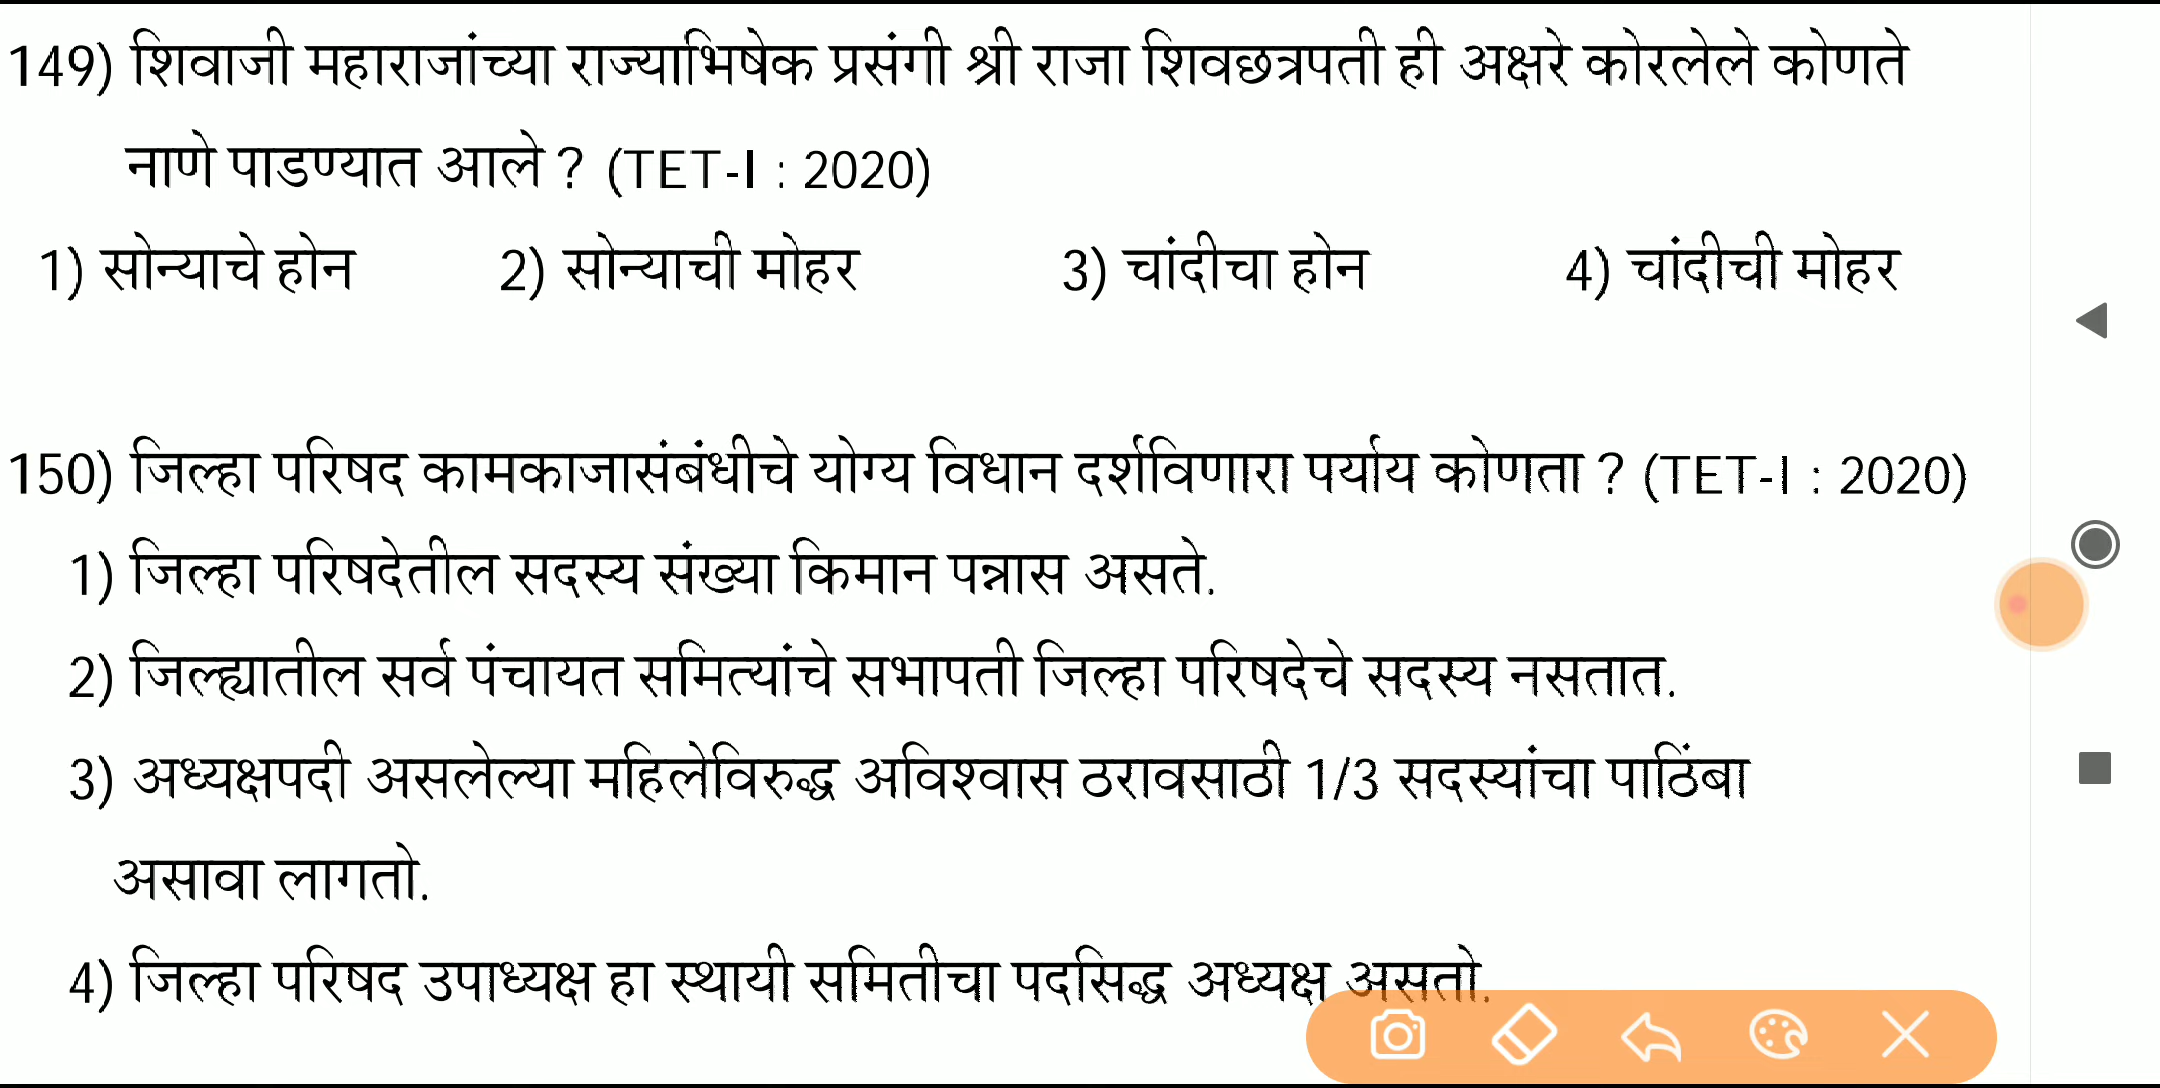 149) शिवाजी महाराजांच्या राज्याभिषेक प्रसंगी श्री राजा शिवछत्रपती ही अक्षरे कोरलेले कोणते
नाणे पाडण्यात आले ? (TET-I : 2020)
1) सोन्याचे होन 2) सोन्याची मोहर 3) चांदीचा होन 4) चांदीची मोहर
150) जिल्हा परिषद कामकाजासंबंधीचे योग्य विधान दर्शविणारा पर्याय कोणता ? (TET-I : 2020)
1) जिल्हा परिषदेतील सदस्य संख्या किमान पन्नास असते.
2) जिल्ह्यातील सर्व पंचायत समित्यांचे सभापती जिल्हा परिषदेचे सदस्य नसतात.
3) अध्यक्षपदी असलेल्या महिलेविरुद्ध अविश्वास ठरावसाठी 1/3 सदस्यांचा पाठिंबा
असावा लागतो.
4) जिल्हा परिषद उपाध्यक्ष हा स्थायी समितीचा पदसिद्ध अध्यक्ष असतो.